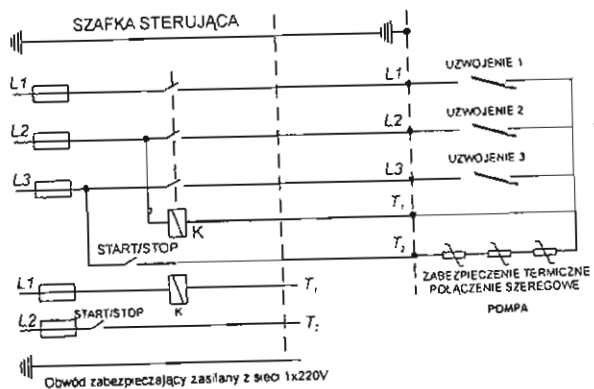 SZAFKA STERUJĄCA
L1
L1
UZWOJENIE 1
L2
L2
UZWOJENIE 2
L3
L3
UZWOJENIE 3
T₁
K
START/STOP
T₂
ZABEZPIECZENIE TERMICZNE
POŁĄCZENIE SZEREGOWE
POMPA
L1
K
T₁
L2
START/STOP
T₂
Obwód zabezpieczający zasilany z sieci 1x220V